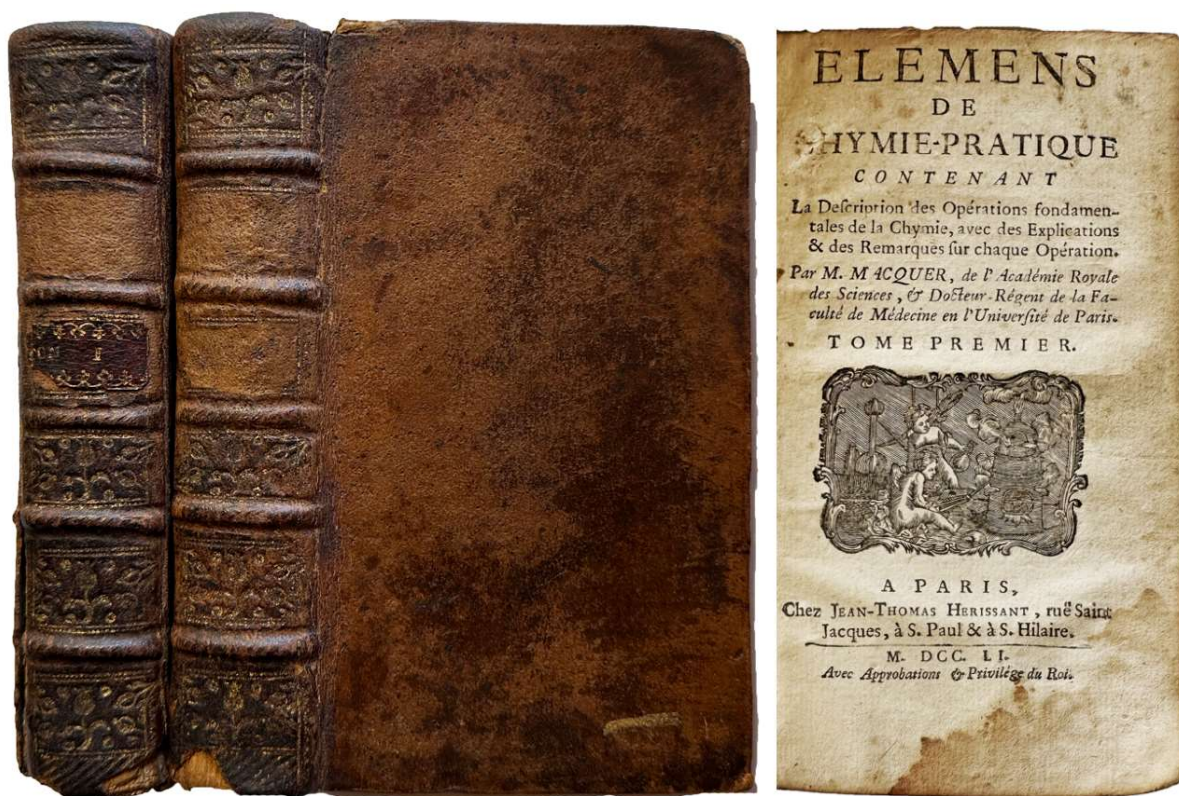 TOM I
ELEMENS
DE
CHYMIE-PRATIQUE
CONTENANT
La Deſcription des Opérations fondamen-
tales de la Chymie, avec des Explications
& des Remarques ſur chaque Opération.
Par M. MACQUER, de l'Académie Royale
des Sciences, & Docteur-Régent de la Fa-
culté de Médecine en l'Univerſité de Paris.
TOME PREMIER.
A PARIS,
Chez JEAN-THOMAS HERISSANT, ruë Saint
Jacques, à S. Paul & à S. Hilaire.
M. DCC. LI.
Avec Approbations & Privilége du Roi.